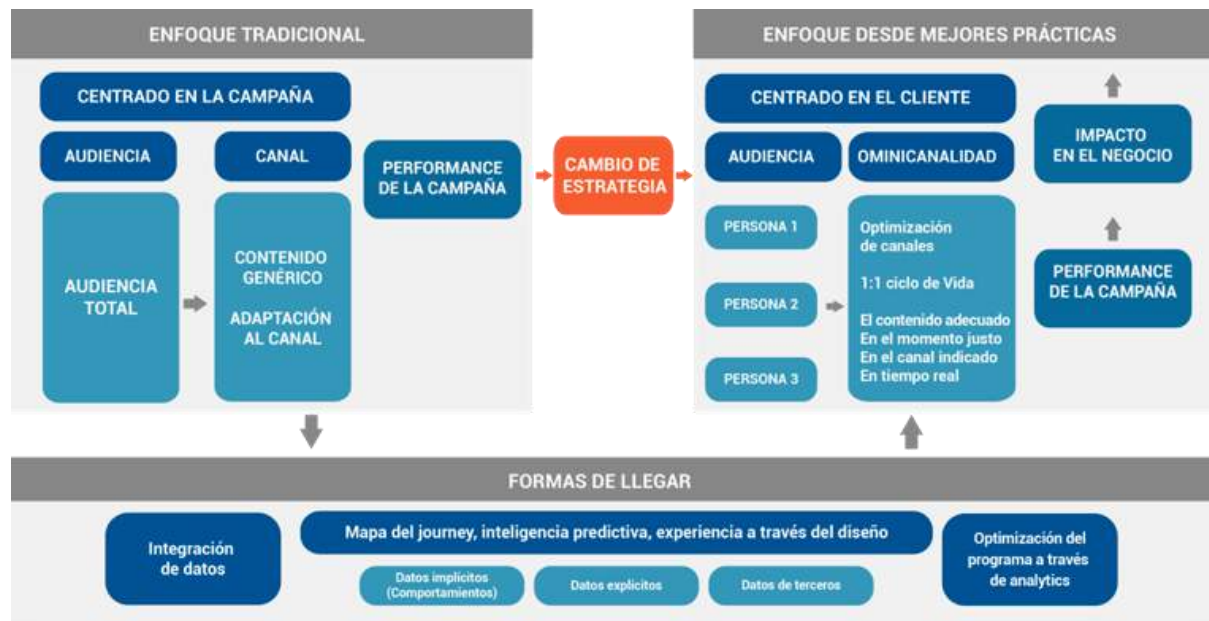 ENFOQUE TRADICIONAL
CENTRADO EN LA CAMPAÑA
AUDIENCIA
CANAL
AUDIENCIA
TOTAL
CONTENIDO
GENÉRICO
ADAPTACIÓN
AL CANAL
PERFORMANCE
DE LA CAMPAÑA
CAMBIO DE
ESTRATEGIA
ENFOQUE DESDE MEJORES PRÁCTICAS
CENTRADO EN EL CLIENTE
AUDIENCIA
OMINICANALIDAD
PERSONA 1
PERSONA 2
PERSONA 3
Optimización
de canales
1:1 ciclo de Vida
El contenido adecuado
En el momento justo
En el canal indicado
En tiempo real
IMPACTO
EN EL NEGOCIO
PERFORMANCE
DE LA CAMPAÑA
FORMAS DE LLEGAR
Integración
de datos
Mapa del journey, inteligencia predictiva, experiencia a través del diseño
Datos implícitos
(Comportamientos)
Datos explicitos
Datos de terceros
Optimización del
programa a través
de analytics